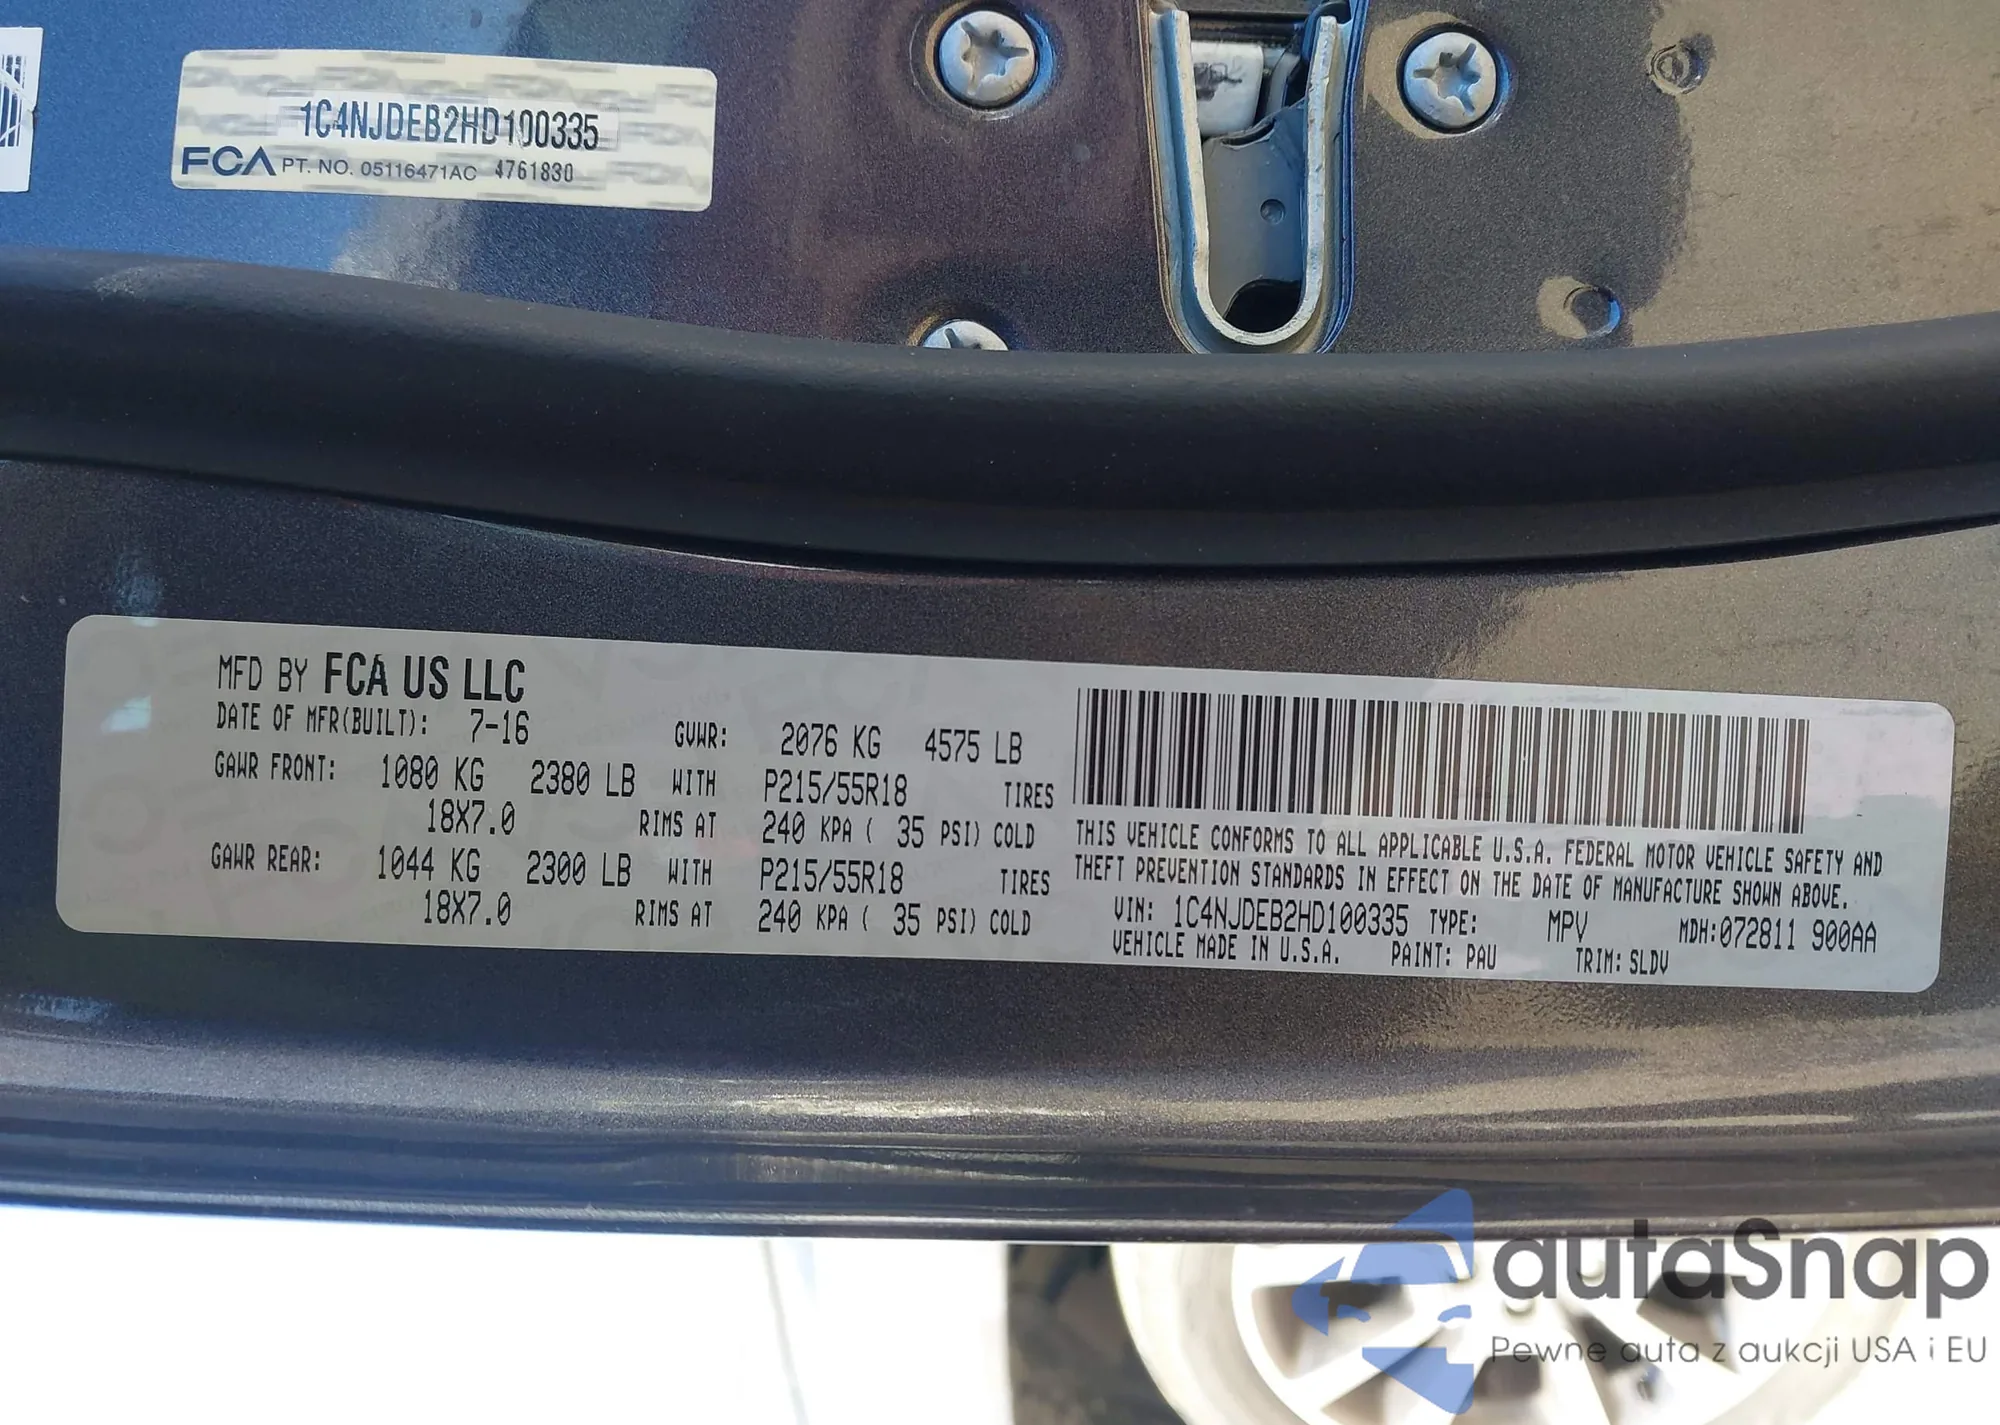 1C4NJDEB2HD100335
FCA PT. NO. 05116471AC 4761830
MFD BY FCA US LLC
DATE OF MFR(BUILT): 7-16 GVWR: 2076 KG 4575 LB
GAWR FRONT: 1080 KG 2380 LB WITH P215/55R18 TIRES
18X7.0 RIMS AT 240 KPA ( 35 PSI) COLD
GAWR REAR: 1044 KG 2300 LB WITH P215/55R18 TIRES
18X7.0 RIMS AT 240 KPA ( 35 PSI) COLD
THIS VEHICLE CONFORMS TO ALL APPLICABLE U.S.A. FEDERAL MOTOR VEHICLE SAFETY AND
THEFT PREVENTION STANDARDS IN EFFECT ON THE DATE OF MANUFACTURE SHOWN ABOVE.
VIN: 1C4NJDEB2HD100335 TYPE: MPV MDH:072811 900AA
VEHICLE MADE IN U.S.A. PAINT: PAU TRIM: SLDV
autaSnap
Pewne auta z aukcji USA i EU